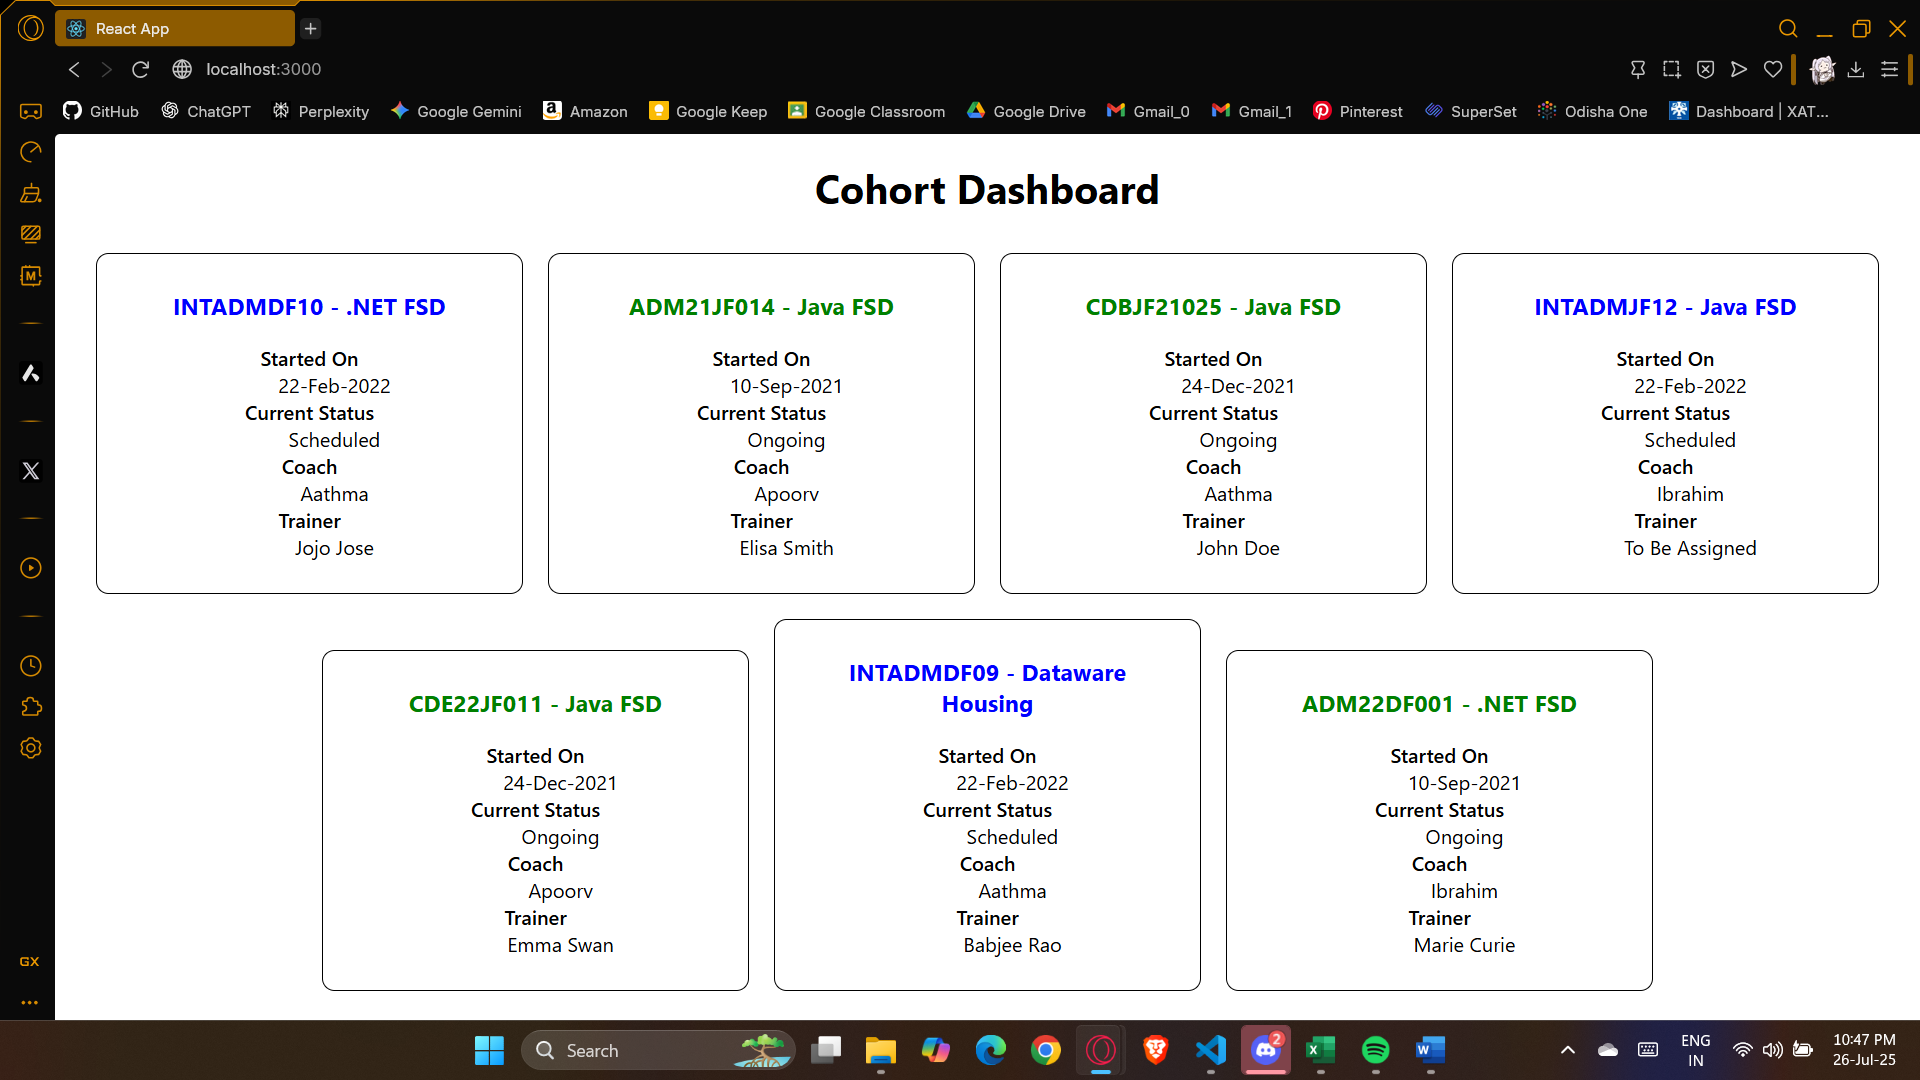 React App
localhost:3000
GitHub
ChatGPT
Perplexity
Google Gemini
Amazon
Google Keep
Google Classroom
Google Drive
Gmail_0
Gmail_1
Pinterest
SuperSet
Odisha One
Dashboard | XAT...
Cohort Dashboard
INTADMDF10 - .NET FSD
Started On
22-Feb-2022
Current Status
Scheduled
Coach
Aathma
Trainer
Jojo Jose
ADM21JF014 - Java FSD
Started On
10-Sep-2021
Current Status
Ongoing
Coach
Apoorv
Trainer
Elisa Smith
CDBJF21025 - Java FSD
Started On
24-Dec-2021
Current Status
Ongoing
Coach
Aathma
Trainer
John Doe
INTADMJF12 - Java FSD
Started On
22-Feb-2022
Current Status
Scheduled
Coach
Ibrahim
Trainer
To Be Assigned
CDE22JF011 - Java FSD
Started On
24-Dec-2021
Current Status
Ongoing
Coach
Apoorv
Trainer
Emma Swan
INTADMDF09 - Dataware
Housing
Started On
22-Feb-2022
Current Status
Scheduled
Coach
Aathma
Trainer
Babjee Rao
ADM22DF001 - .NET FSD
Started On
10-Sep-2021
Current Status
Ongoing
Coach
Ibrahim
Trainer
Marie Curie
M
GX
Search
2
ENG
IN
10:47 PM
26-Jul-25